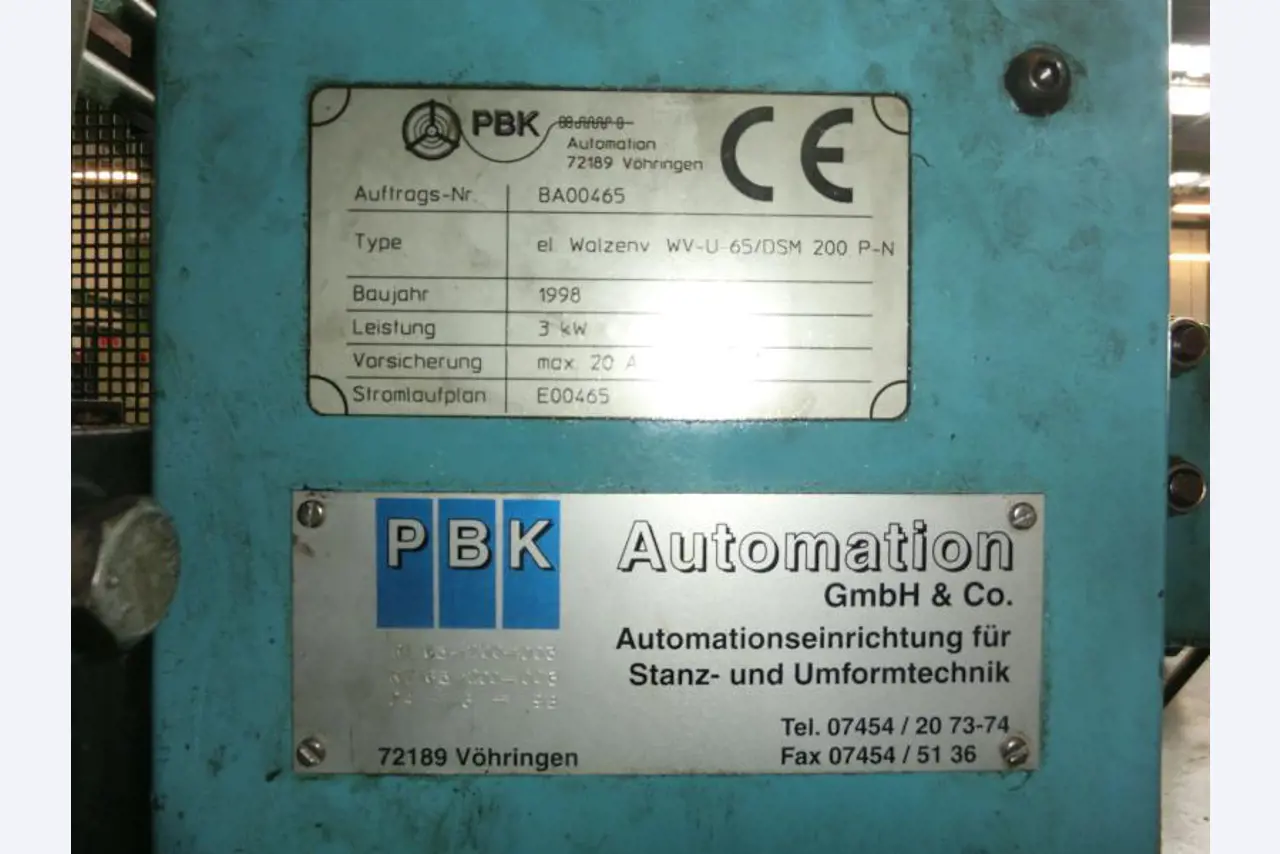 PBK
Automation
72189 Vöhringen
CE
Auftrags-Nr. BA00465
Type el. Walzenv. WV-U-65/DSM 200 P-N
Baujahr 1998
Leistung 3 kW
Vorsicherung max. 20 A
Stromlaufplan E00465
PBK Automation
GmbH & Co.
Automationseinrichtung für
Stanz- und Umformtechnik
Tel. 07454 / 20 73-74
Fax 07454 / 51 36
72189 Vöhringen